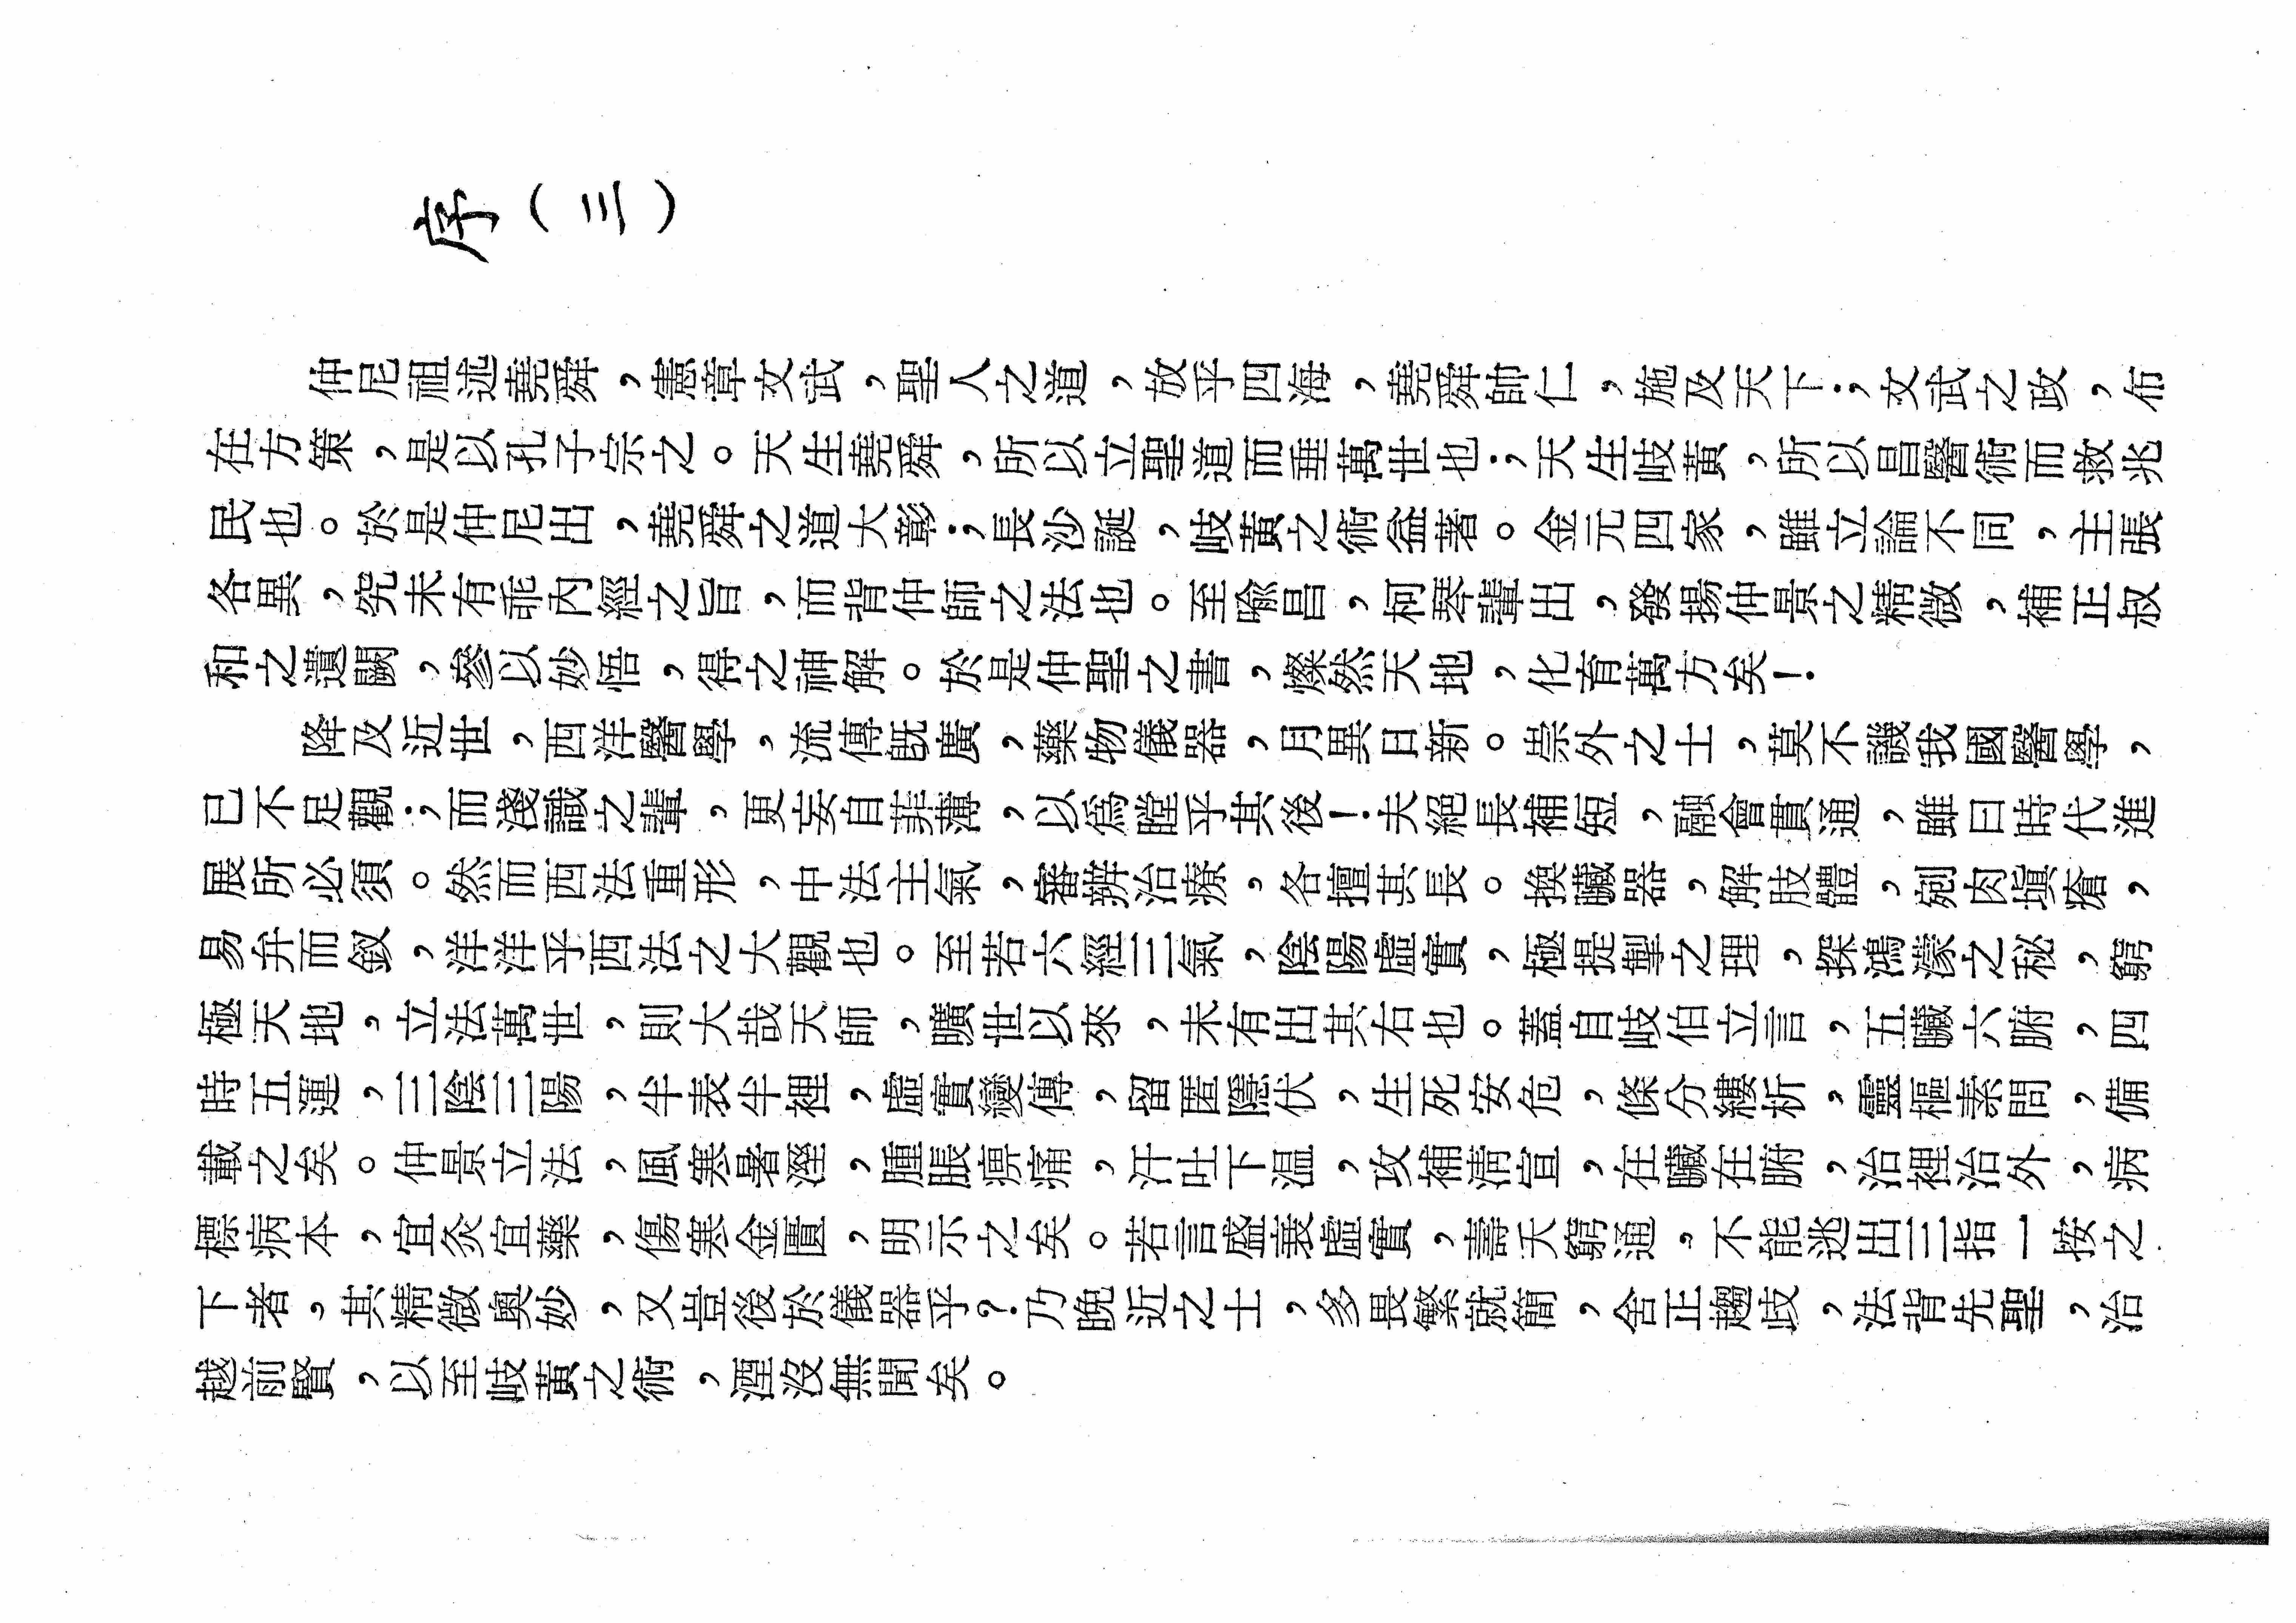 序(三)
仲尼祖述堯舜,憲章文武,聖人之道,放乎四海,堯舜帥仁,施及天下;文武之政,布
在方策,是以孔子宗之。天生堯舜,所以立聖道而垂萬世也;天生岐黃,所以昌醫術而救兆
民也。於是仲尼出,堯舜之道大彰;長沙誕,岐黃之術益著。金元四家,雖立論不同,主張
各異,究未有乖內經之旨,而背仲師之法也。至喻昌,柯琴輩出,發揚仲景之精微,補正叔
和之遺闕,參以妙悟,得之神解。於是仲聖之書,燦然天地,化育萬方矣!
降及近世,西洋醫學,流傳既廣,藥物儀器,月異日新。崇外之士,莫不譏我國醫學,
已不足觀;而淺識之輩,更妄自菲薄,以為瞠乎其後!夫絕長補短,融會貫通,雖曰時代進
展所必須。然而西法重形,中法主氣,審辨治療,各擅其長。換臟器,解肢體,剜肉塡瘡,
易弁而釵,洋洋乎西法之大觀也。至若六經三氣,陰陽虛實,極提掣之理,探鴻濛之秘,窮
極天地,立法萬世,則大哉天師,曠世以來,未有出其右也。蓋自岐伯立言,五臟六腑,四
時五運,三陰三陽,半表半裡,虛實變傳,留匿隱伏,生死安危,條分縷析,靈樞素問,備
載之矣。仲景立法,風寒暑溼,腫脹痹痛,汗吐下溫,攻補清宣,在臟在腑,治裡治外,病
標病本,宜灸宜藥,傷寒金匱,明示之矣。若言盛衰虛實,壽夭窮通,不能逃出三指一按之
下者,其精微奧妙,又豈後於儀器乎?乃晚近之士,多畏繁就簡,舍正趨歧,法背先聖,治
越前賢,以至岐黃之術,湮沒無聞矣。